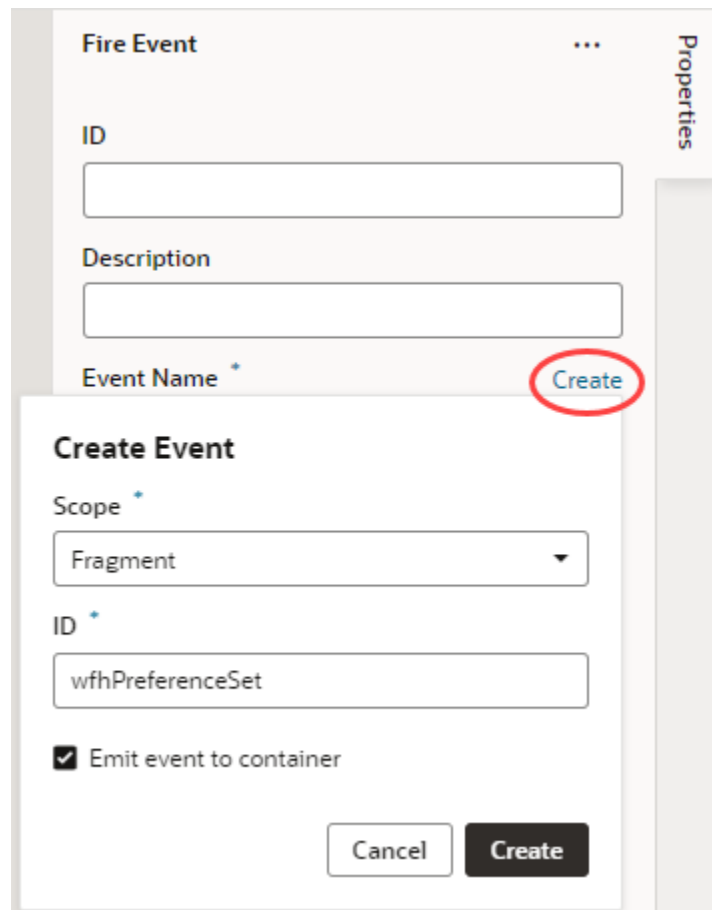 Fire Event ...
Properties
ID
Description
Event Name * Create
Create Event
Scope *
Fragment
ID *
wfhPreferenceSet
Emit event to container
Cancel Create